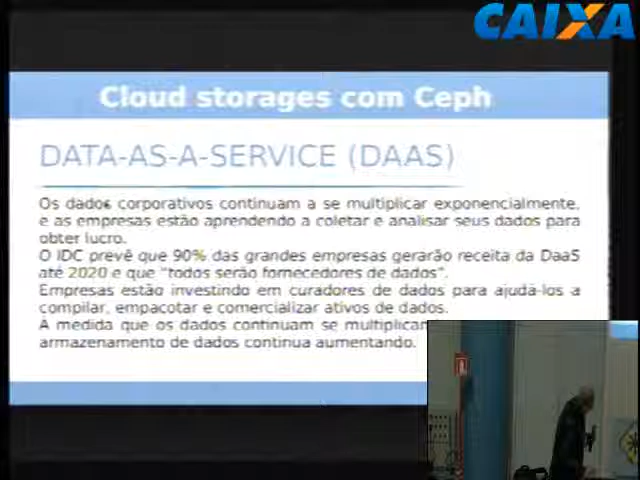 CAIXA
Cloud storages com Ceph
DATA-AS-A-SERVICE (DAAS)
Os dados corporativos continuam a se multiplicar exponencialmente,
e as empresas estão aprendendo a coletar e analisar seus dados para
obter lucro.
O IDC prevê que 90% das grandes empresas gerarão receita da DaaS
até 2020 e que "todos serão fornecedores de dados".
Empresas estão investindo em curadores de dados para ajudá-los a
compilar, empacotar e comercializar ativos de dados.
À medida que os dados continuam se multiplicar
armazenamento de dados continua aumentando.